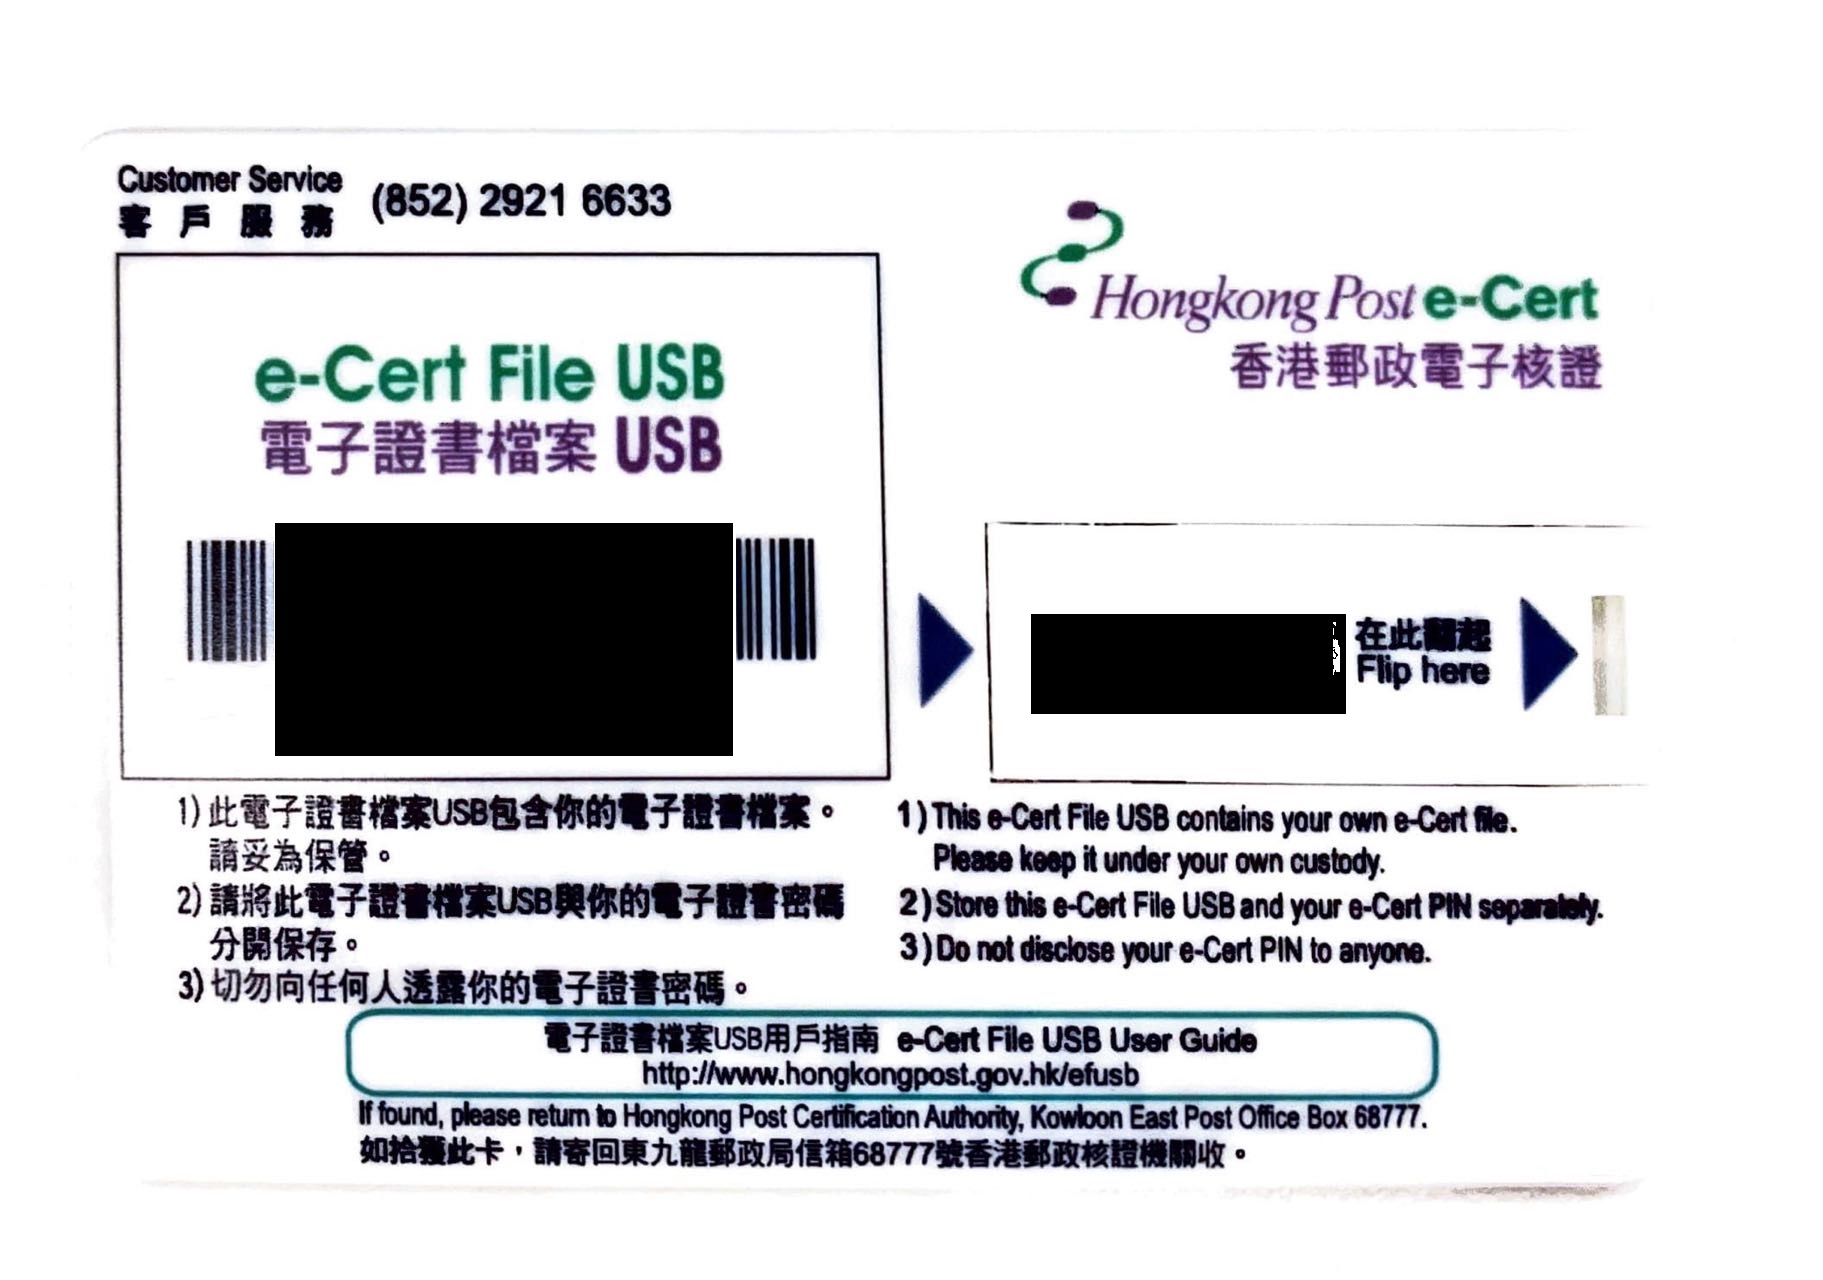 Customer Service
客戶服務
(852) 2921 6633
Hongkong Post e-Cert
香港郵政電子核證
e-Cert File USB
電子證書檔案 USB
在此翻起
Flip here
1) 此電子證書檔案USB包含你的電子證書檔案。
請妥為保管。
2) 請將此電子證書檔案USB與你的電子證書密碼
分開保存。
3) 切勿向任何人透露你的電子證書密碼。
1) This e-Cert File USB contains your own e-Cert file.
Please keep it under your own custody.
2) Store this e-Cert File USB and your e-Cert PIN separately.
3) Do not disclose your e-Cert PIN to anyone.
電子證書檔案USB用戶指南 e-Cert File USB User Guide
http://www.hongkongpost.gov.hk/efusb
If found, please return to Hongkong Post Certification Authority, Kowloon East Post Office Box 68777.
如拾獲此卡，請寄回東九龍郵政局信箱68777號香港郵政核證機關收。